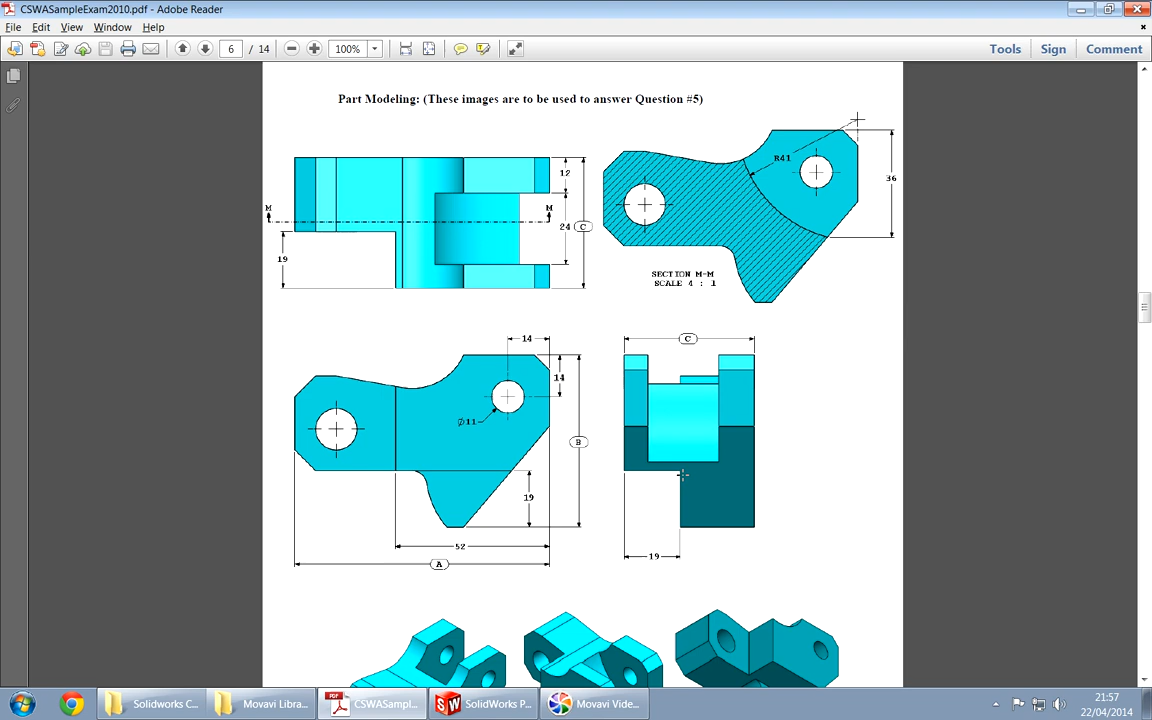 CSWASampleExam2010.pdf - Adobe Reader
File Edit View Window Help
6 / 14 100% Tools Sign Comment
Part Modeling: (These images are to be used to answer Question #5)
12
R41
36
M M
24 C
19
SECTION M-M
SCALE 4 : 1
14
C
14
Ø11
B
19
52
19
A
Solidworks C... Movavi Libra... CSWASampl... SolidWorks P... Movavi Vide...
21:57
22/04/2014